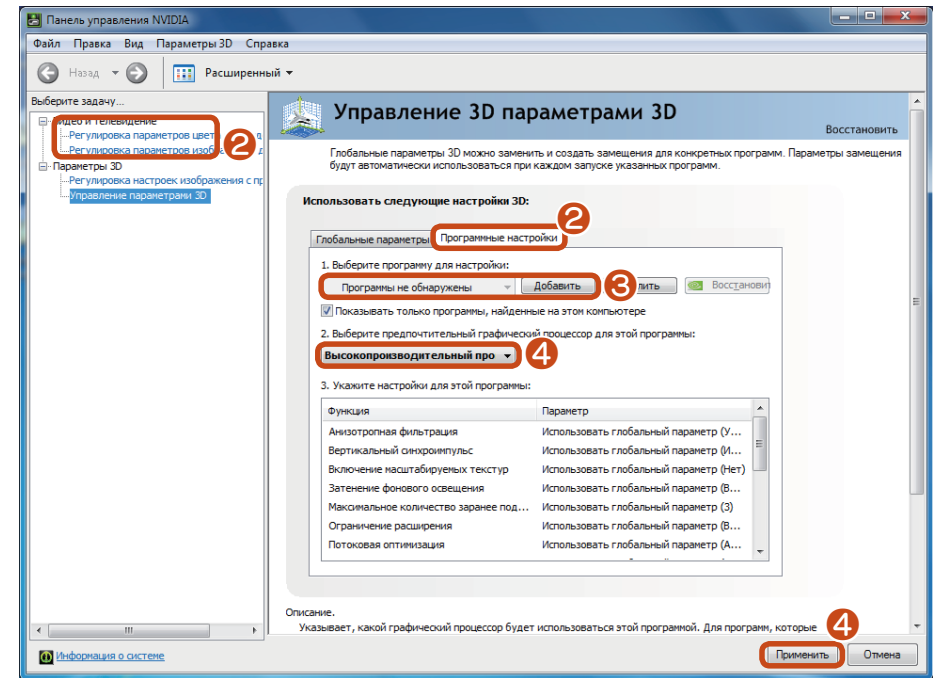 Панель управления NVIDIA
Файл Правка Вид Параметры 3D Справка
Назад Расширенный
Выберите задачу...
Видео и телевидение
Регулировка параметров
Регулировка параметров
Параметры 3D
Регулировка настроек изображения с пр
Управление параметрами 3D
2
Управление 3D параметрами 3D
Восстановить
Глобальные параметры 3D можно заменить и создать замещения для конкретных программ. Параметры замещения
будут автоматически использоваться при каждом запуске указанных программ.
Использовать следующие настройки 3D:
2
Глобальные параметры Программные настройки
1. Выберите программу для настройки:
Программы не обнаружены Добавить 3 лить Восстанови
Показывать только программы, найденные на этом компьютере
2. Выберите предпочтительный графический процессор для этой программы:
Высокопроизводительный про 4
3. Укажите настройки для этой программы:
Функция Параметр
Анизотропная фильтрация Использовать глобальный параметр (У...
Вертикальный синхроимпульс Использовать глобальный параметр (И...
Включение масштабируемых текстур Использовать глобальный параметр (Нет)
Затенение фонового освещения Использовать глобальный параметр (В...
Максимальное количество заранее под... Использовать глобальный параметр (3)
Ограничение расширения Использовать глобальный параметр (В...
Потоковая оптимизация Использовать глобальный параметр (А...
Описание.
Указывает, какой графический процессор будет использоваться этой программой. Для программ, которые
4
Информация о системе
Применить Отмена